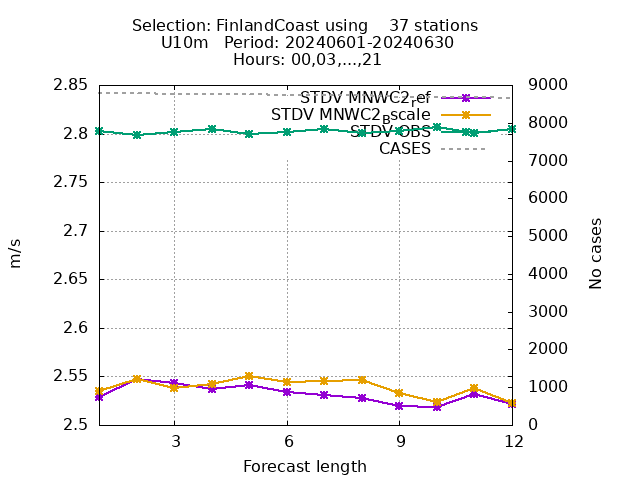 Selection: FinlandCoast using 37 stations
U10m Period: 20240601-20240630
Hours: 00,03,...,21
2.85
2.8
2.75
2.7
2.65
2.6
2.55
2.5
9000
8000
7000
6000
5000
4000
3000
2000
1000
0
STDV MNWC2ref
STDV MNWC2Bscale
STDV OBS
CASES
m/s
No cases
3 6 9 12
Forecast length